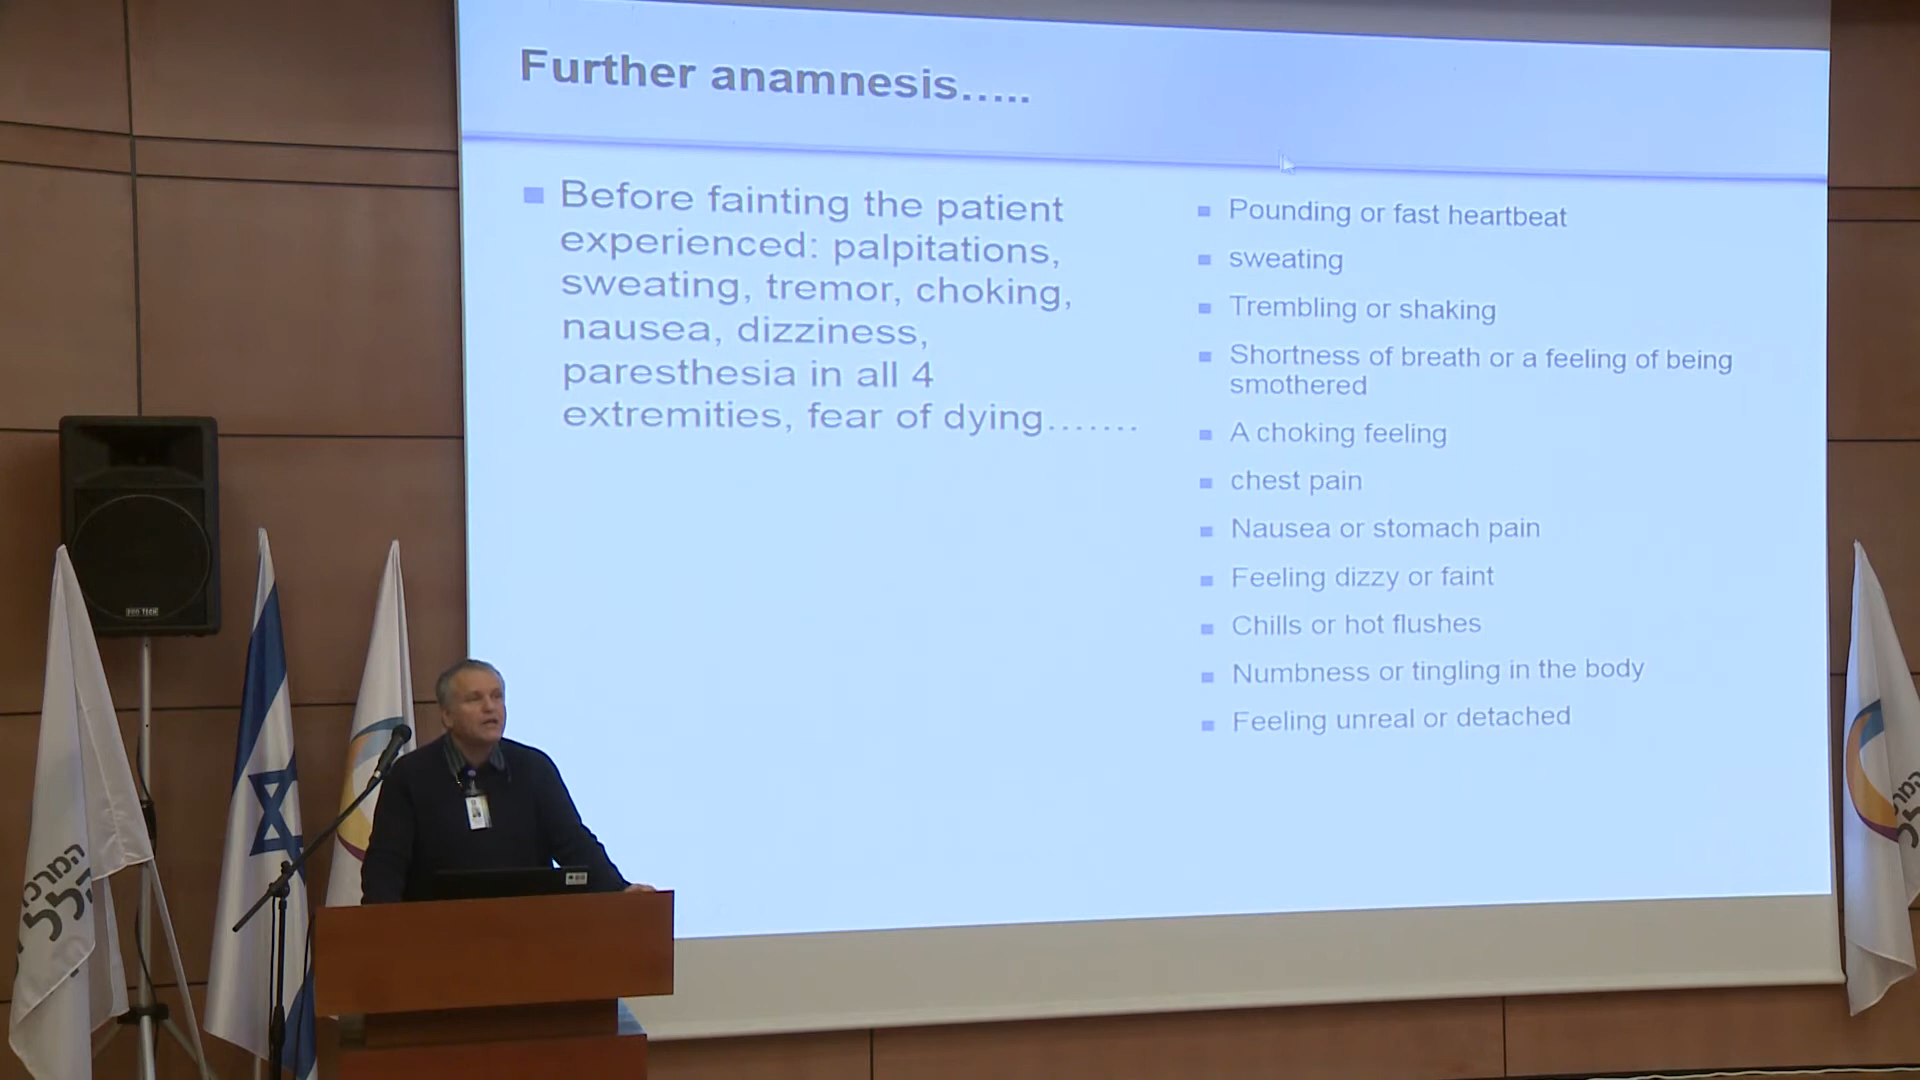 Further anamnesis.....
Before fainting the patient
experienced: palpitations,
sweating, tremor, choking,
nausea, dizziness,
paresthesia in all 4
extremities, fear of dying.......
Pounding or fast heartbeat
sweating
Trembling or shaking
Shortness of breath or a feeling of being
smothered
A choking feeling
chest pain
Nausea or stomach pain
Feeling dizzy or faint
Chills or hot flushes
Numbness or tingling in the body
Feeling unreal or detached